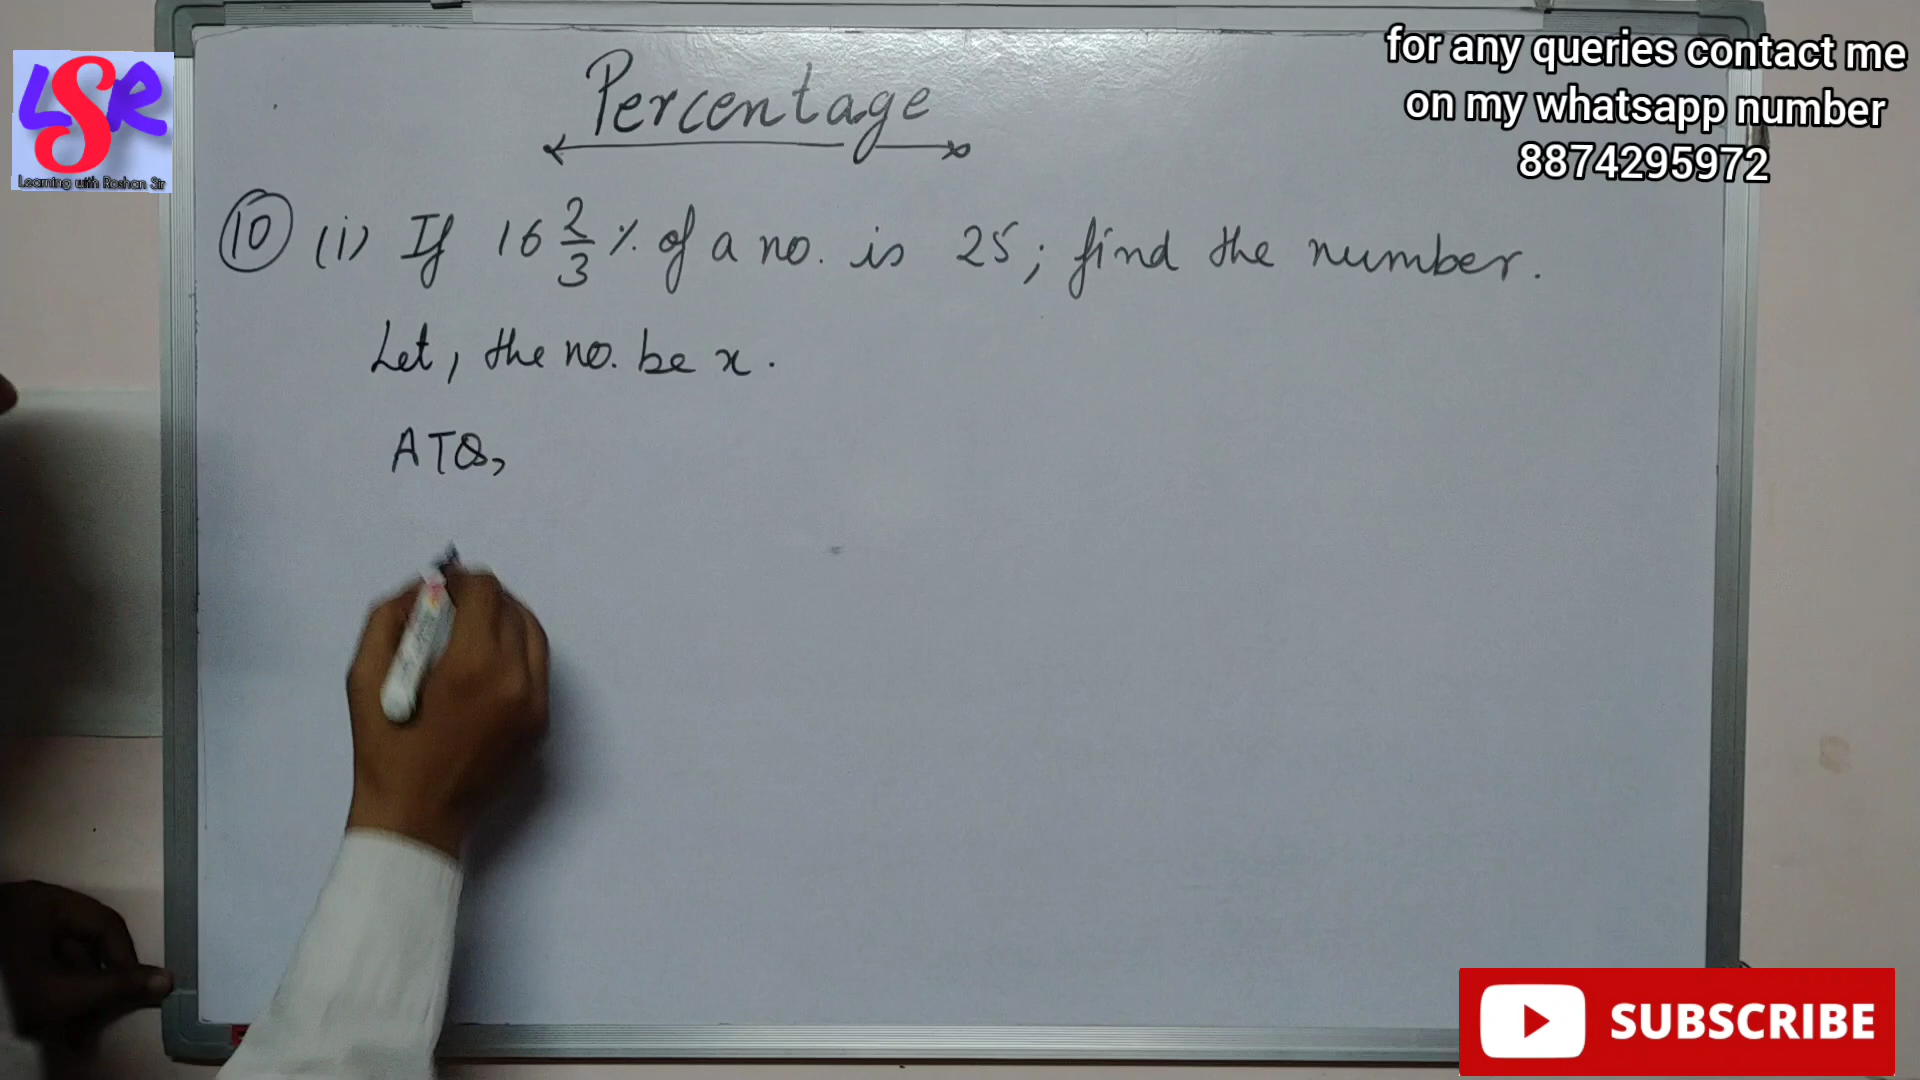 LSR
Learning with Roshan Sir
for any queries contact me
on my whatsapp number
8874295972
Percentage
10 (i) If 16 2/3 % of a no. is 25; find the number.
Let, the no. be x.
ATQ,
SUBSCRIBE